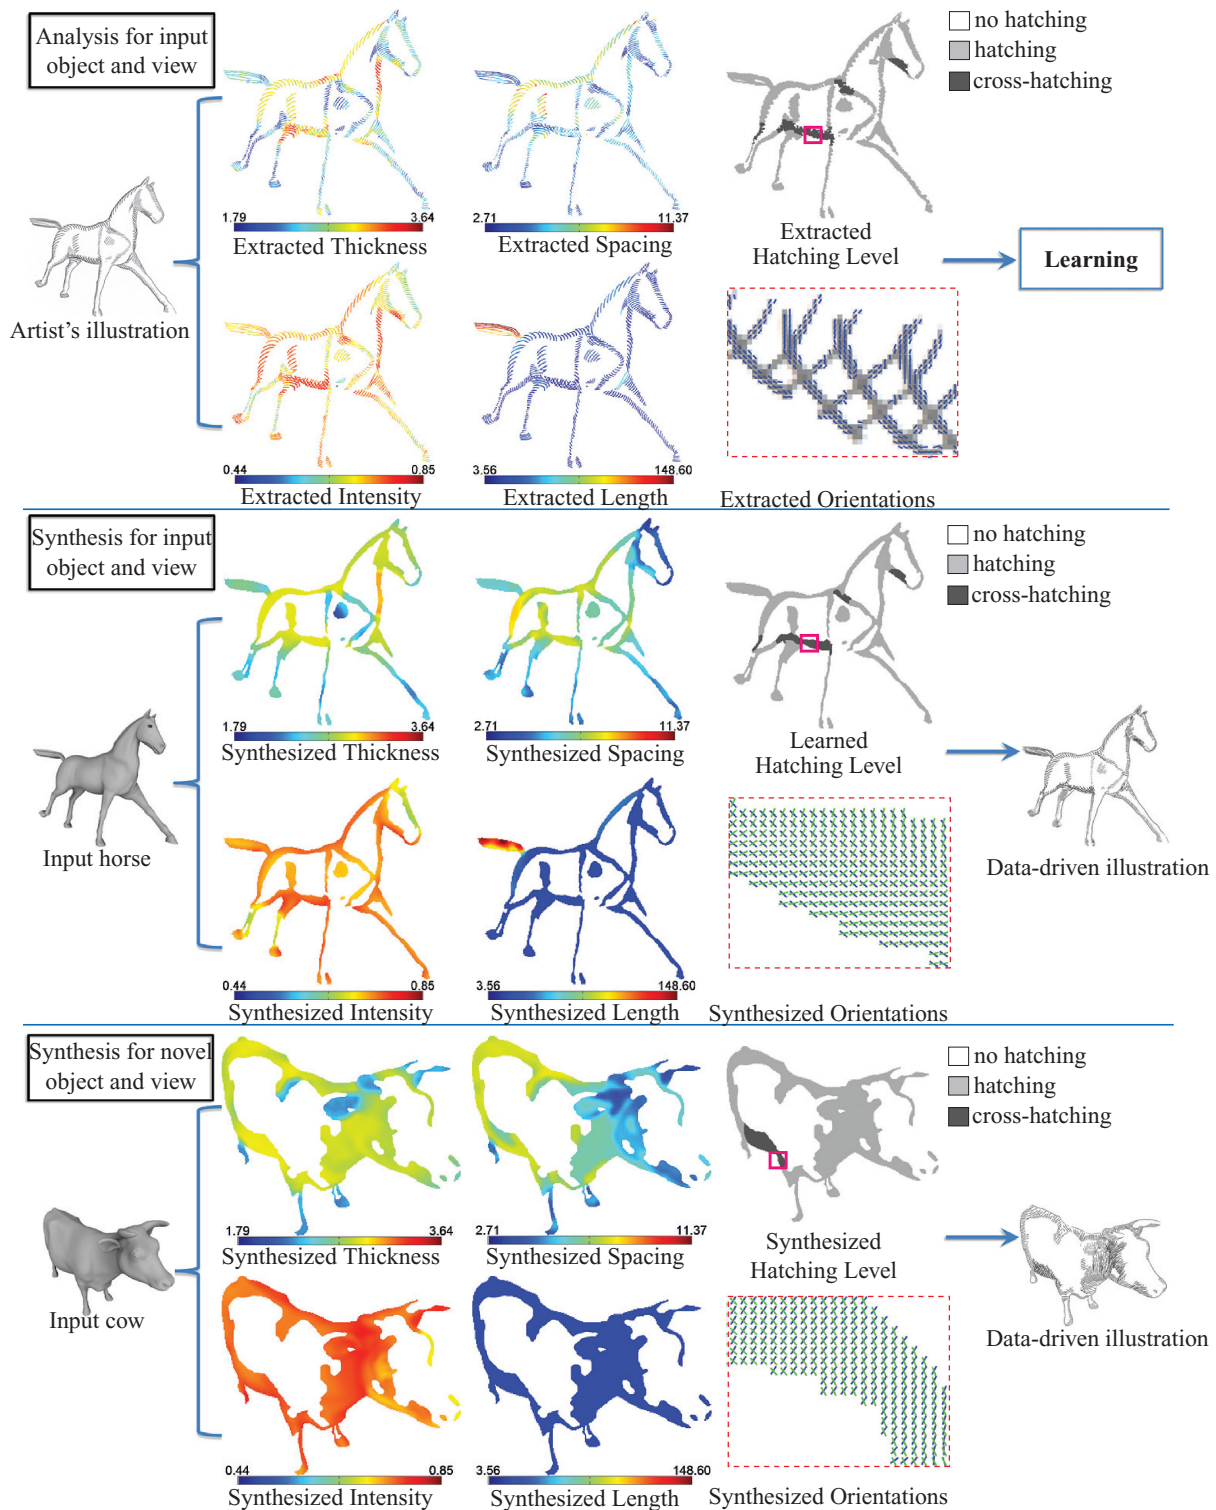 Analysis for input
object and view
no hatching
hatching
cross-hatching
1.79
3.64
Extracted Thickness
2.71
11.37
Extracted Spacing
Extracted
Hatching Level
Learning
Artist's illustration
0.44
0.85
Extracted Intensity
3.56
148.60
Extracted Length
Extracted Orientations
Synthesis for input
object and view
no hatching
hatching
cross-hatching
1.79
3.64
Synthesized Thickness
2.71
11.37
Synthesized Spacing
Learned
Hatching Level
Input horse
Data-driven illustration
0.44
0.85
Synthesized Intensity
3.56
148.60
Synthesized Length
Synthesized Orientations
Synthesis for novel
object and view
no hatching
hatching
cross-hatching
1.79
3.64
Synthesized Thickness
2.71
11.37
Synthesized Spacing
Synthesized
Hatching Level
Input cow
Data-driven illustration
0.44
0.85
Synthesized Intensity
3.56
148.60
Synthesized Length
Synthesized Orientations